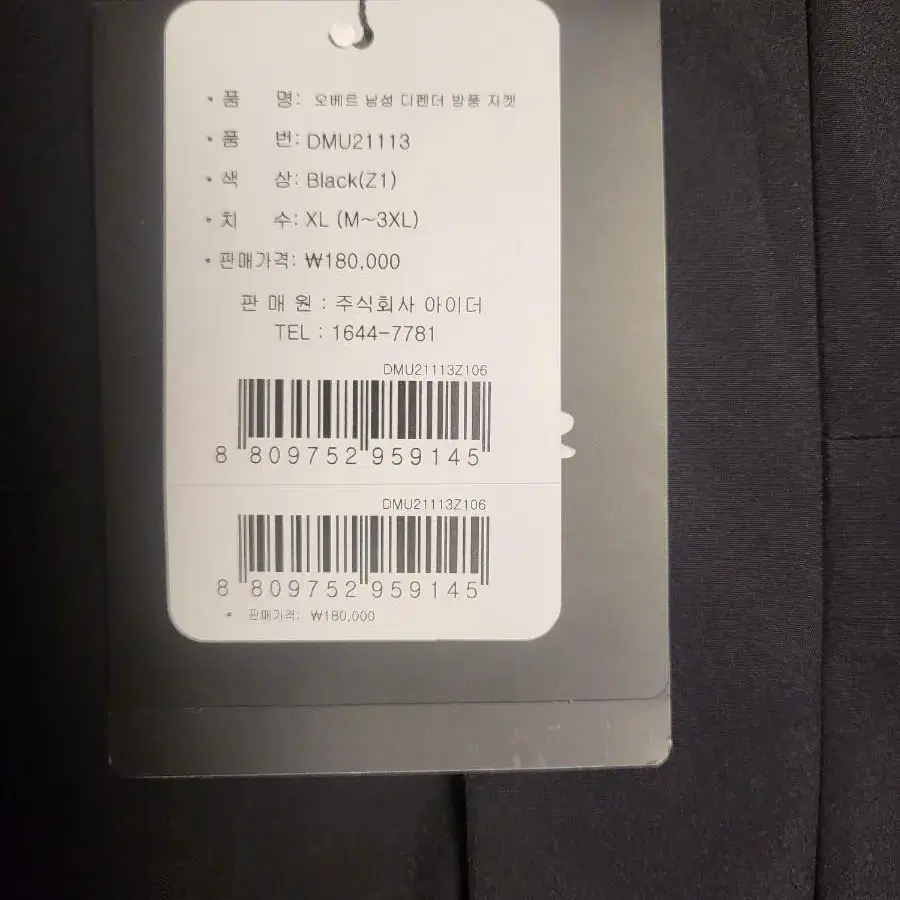 • 품 명: 오베르 남성 디펜더 방풍 자켓
• 품 번: DMU21113
• 색 상: Black(Z1)
• 치 수: XL (M~3XL)
• 판매가격: ₩180,000
판 매 원 : 주식회사 아이더
TEL : 1644-7781
DMU21113Z106
8 809752 959145
DMU21113Z106
8 809752 959145
• 판매가격: ₩180,000